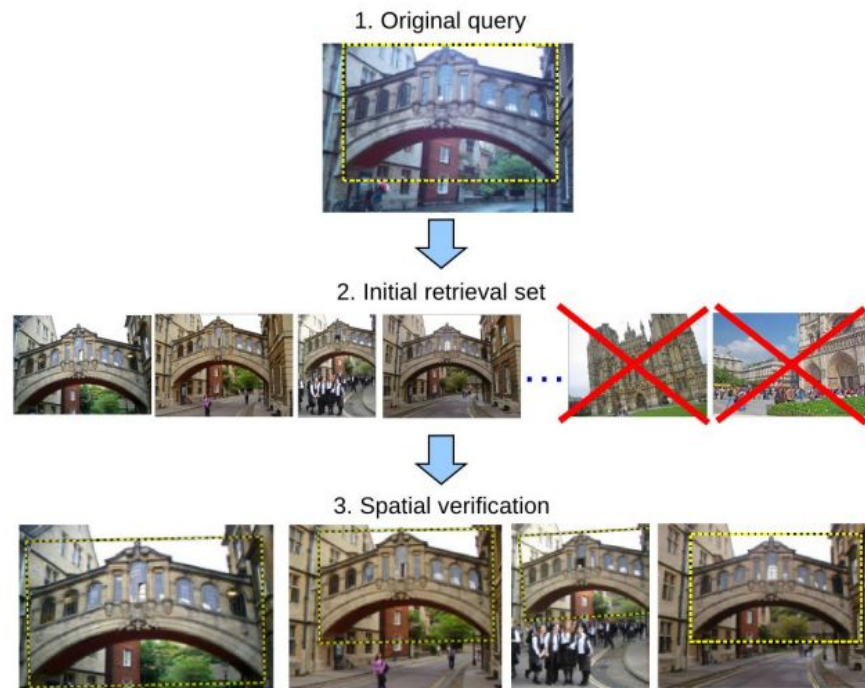 1. Original query
2. Initial retrieval set
...
3. Spatial verification